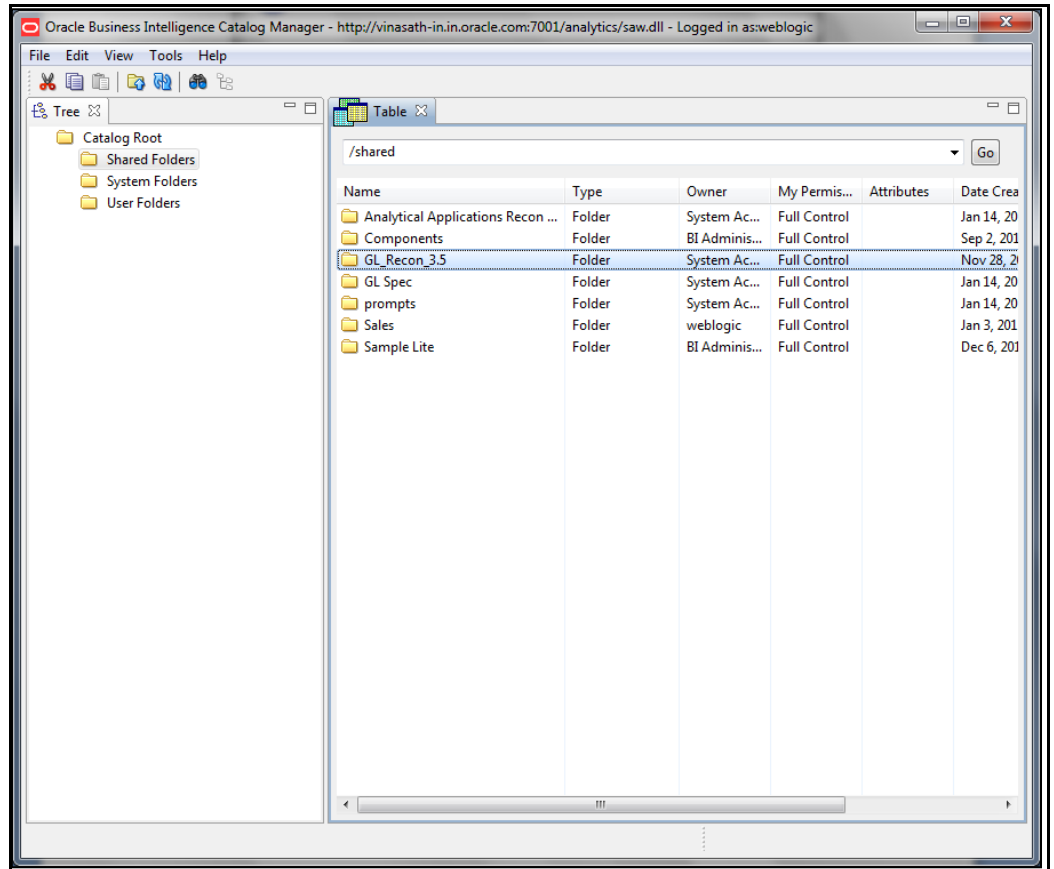 Oracle Business Intelligence Catalog Manager - http://vinasath-in.in.oracle.com:7001/analytics/saw.dll - Logged in as:weblogic
File Edit View Tools Help
Tree
Table
Catalog Root
Shared Folders
System Folders
User Folders
/shared Go
Name Type Owner My Permis... Attributes Date Crea
Analytical Applications Recon ... Folder System Ac... Full Control Jan 14, 20
Components Folder BI Adminis... Full Control Sep 2, 201
GL_Recon_3.5 Folder System Ac... Full Control Nov 28, 20
GL Spec Folder System Ac... Full Control Jan 14, 20
prompts Folder System Ac... Full Control Jan 14, 20
Sales Folder weblogic Full Control Jan 3, 201
Sample Lite Folder BI Adminis... Full Control Dec 6, 201